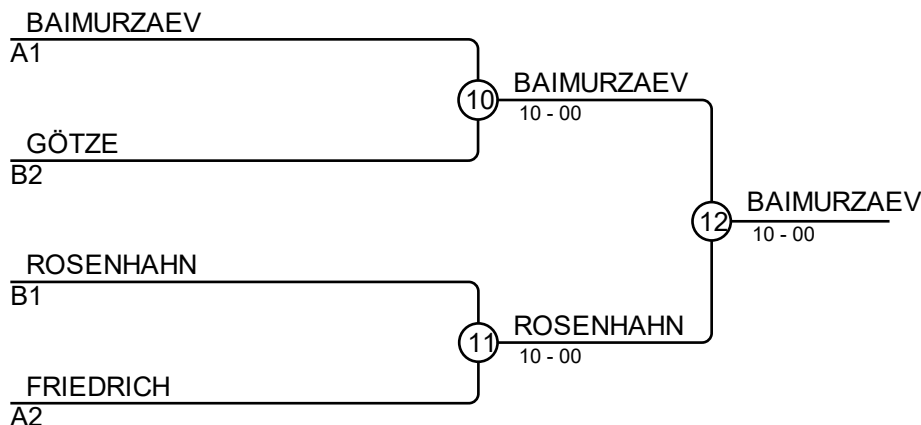 BAIMURZAEV
A1
10
BAIMURZAEV
10 - 00
GÖTZE
B2
12
BAIMURZAEV
10 - 00
ROSENHAHN
B1
11
ROSENHAHN
10 - 00
FRIEDRICH
A2